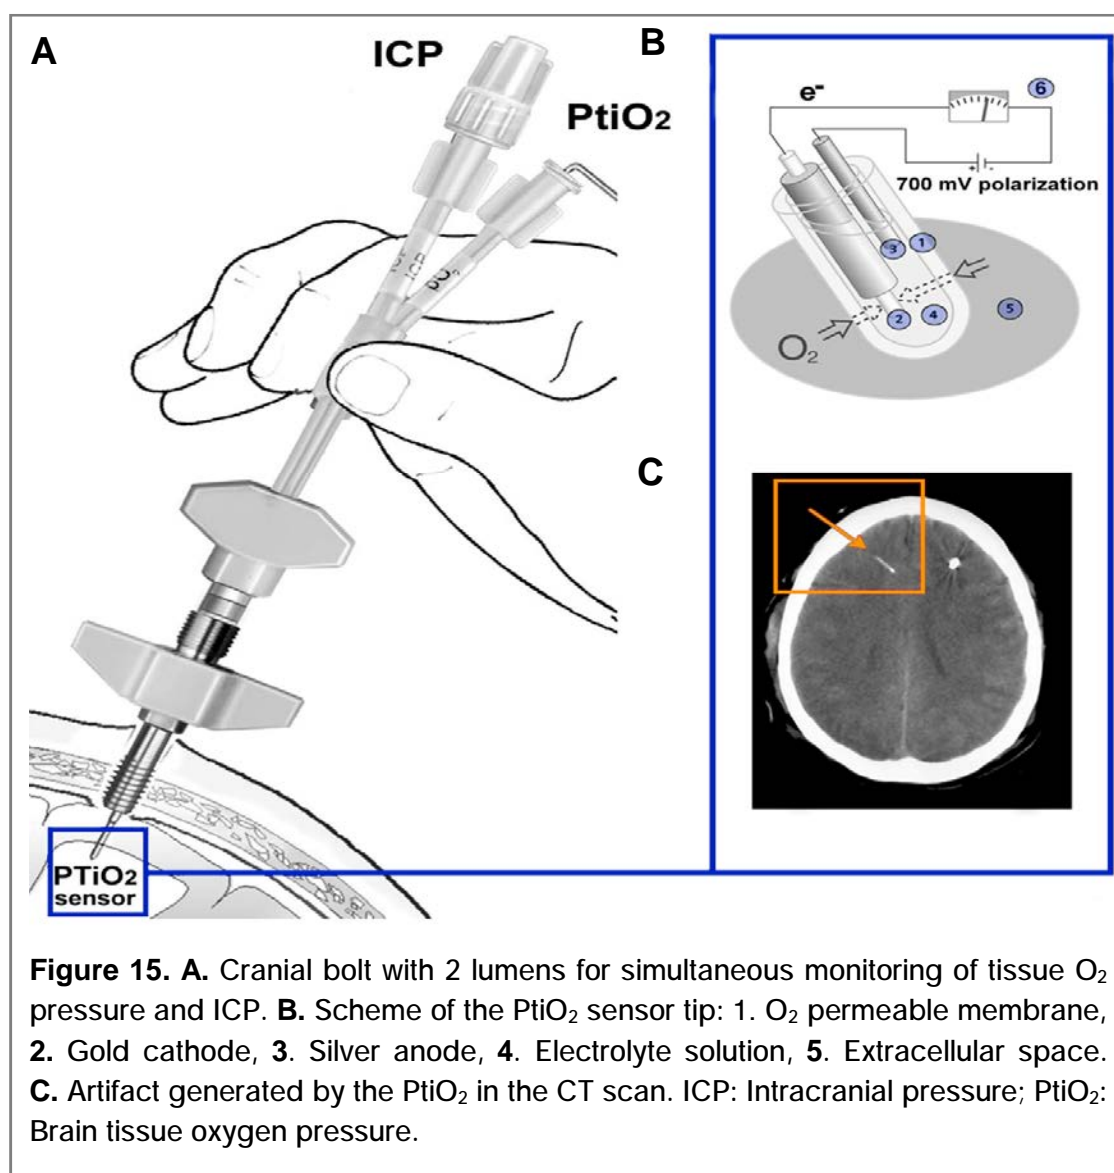 A
ICP
PtiO₂
ICP
ICP
pO₂
PTiO₂
sensor
B
e-
6
+ -
700 mV polarization
3
1
2
4
5
O₂
C
Figure 15. A. Cranial bolt with 2 lumens for simultaneous monitoring of tissue O₂
pressure and ICP. B. Scheme of the PtiO₂ sensor tip: 1. O₂ permeable membrane,
2. Gold cathode, 3. Silver anode, 4. Electrolyte solution, 5. Extracellular space.
C. Artifact generated by the PtiO₂ in the CT scan. ICP: Intracranial pressure; PtiO₂:
Brain tissue oxygen pressure.